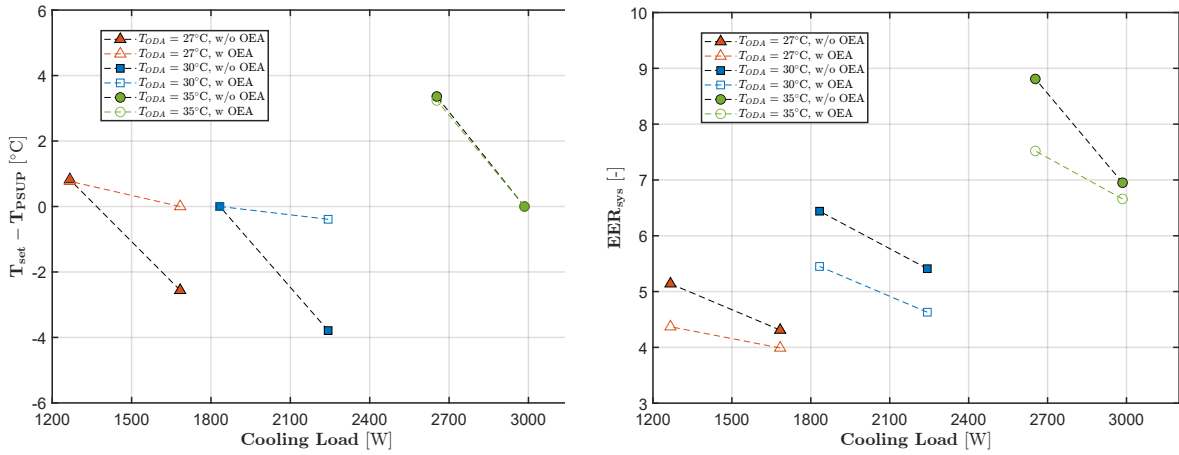 6
4
2
0
-2
-4
-6
T_set − T_PSUP [°C]
T_ODA = 27°C, w/o OEA
T_ODA = 27°C, w OEA
T_ODA = 30°C, w/o OEA
T_ODA = 30°C, w OEA
T_ODA = 35°C, w/o OEA
T_ODA = 35°C, w OEA
1200 1500 1800 2100 2400 2700 3000
Cooling Load [W]
10
9
8
7
6
5
4
3
EER_sys [-]
T_ODA = 27°C, w/o OEA
T_ODA = 27°C, w OEA
T_ODA = 30°C, w/o OEA
T_ODA = 30°C, w OEA
T_ODA = 35°C, w/o OEA
T_ODA = 35°C, w OEA
1200 1500 1800 2100 2400 2700 3000
Cooling Load [W]